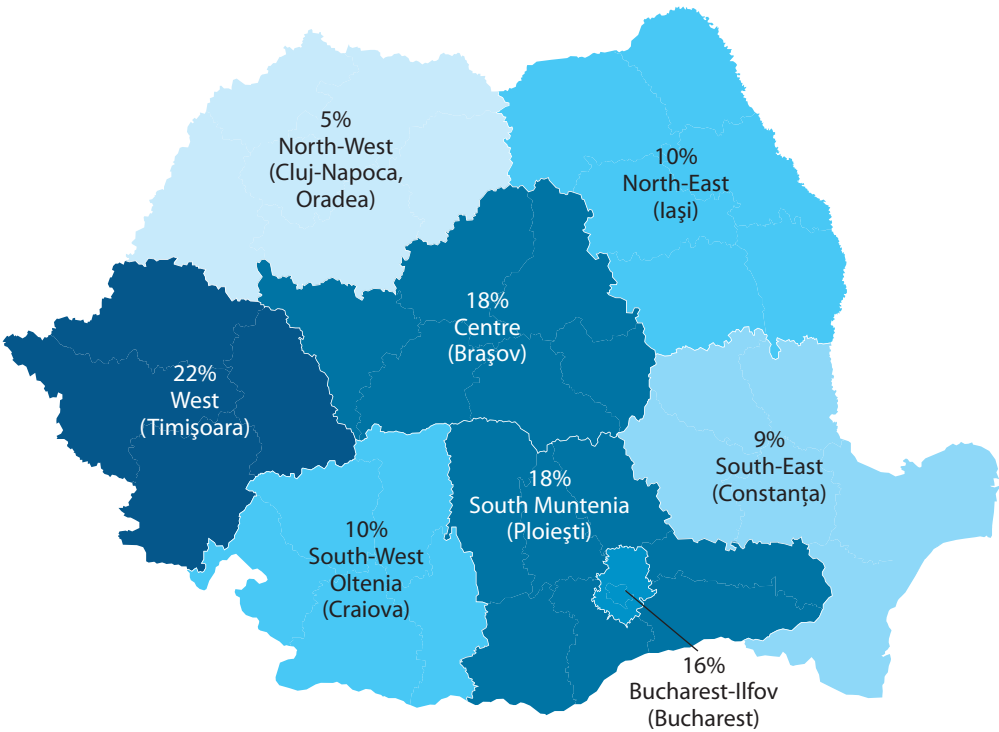 5%
North-West
(Cluj-Napoca,
Oradea)
10%
North-East
(Iaşi)
18%
Centre
(Braşov)
22%
West
(Timişoara)
9%
South-East
(Constanța)
18%
South Muntenia
(Ploieşti)
10%
South-West
Oltenia
(Craiova)
16%
Bucharest-Ilfov
(Bucharest)